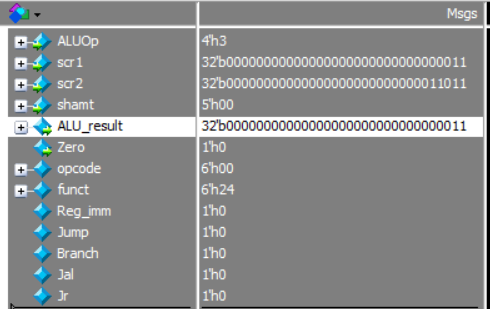 Msgs
ALUOp 4'h3
scr1 32'b00000000000000000000000000000011
scr2 32'b00000000000000000000000000011011
shamt 5'h00
ALU_result 32'b00000000000000000000000000000011
Zero 1'h0
opcode 6'h00
funct 6'h24
Reg_imm 1'h0
Jump 1'h0
Branch 1'h0
Jal 1'h0
Jr 1'h0